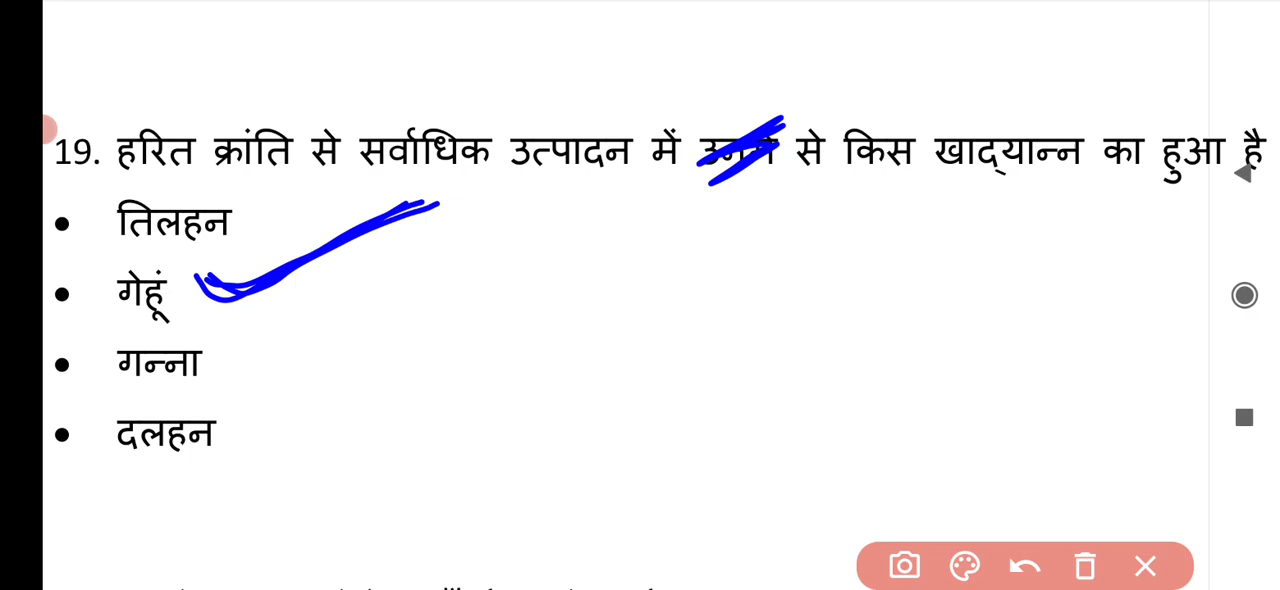 19. हरित क्रांति से सर्वाधिक उत्पादन में से किस खाद्यान्न का हुआ है
• तिलहन
• गेहूं
• गन्ना
• दलहन